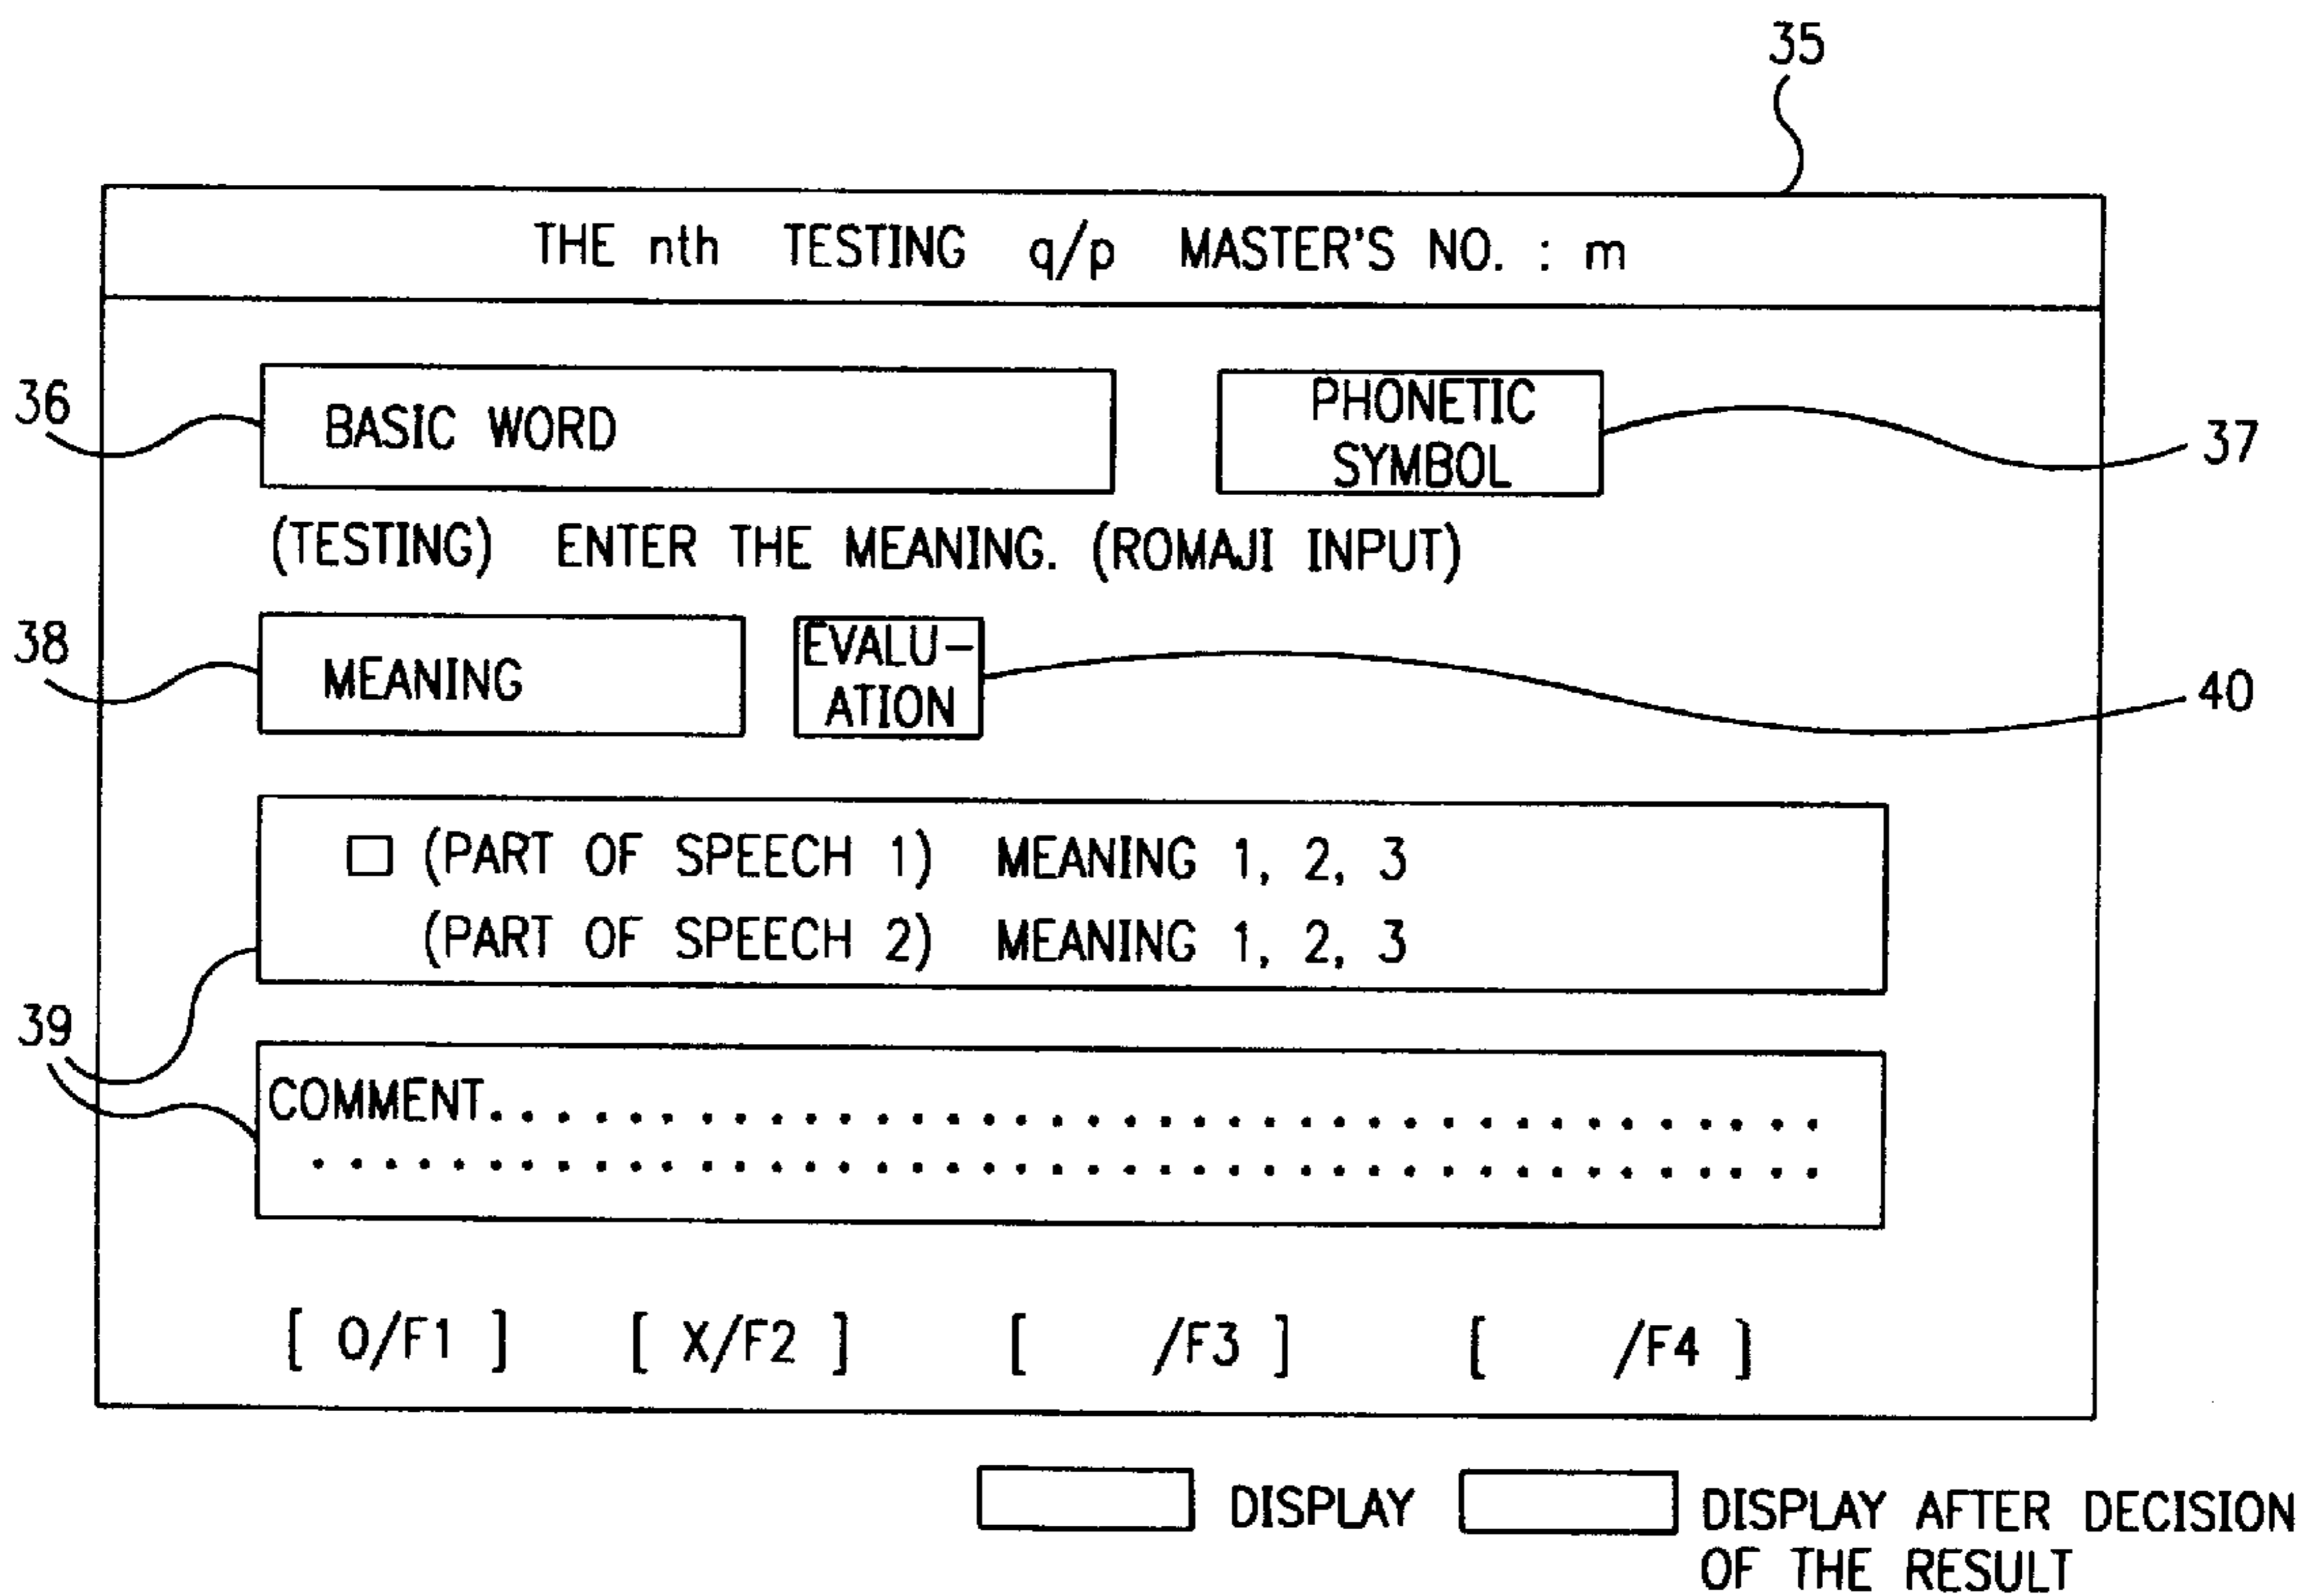 35
THE nth TESTING q/p MASTER'S NO. : m
36
BASIC WORD
PHONETIC
SYMBOL
37
(TESTING) ENTER THE MEANING. (ROMAJI INPUT)
38
MEANING
EVALU-
ATION
40
□ (PART OF SPEECH 1) MEANING 1, 2, 3
(PART OF SPEECH 2) MEANING 1, 2, 3
39
COMMENT......................................
...........................................
[ O/F1 ] [ X/F2 ] [ /F3 ] [ /F4 ]
DISPLAY
DISPLAY AFTER DECISION
OF THE RESULT